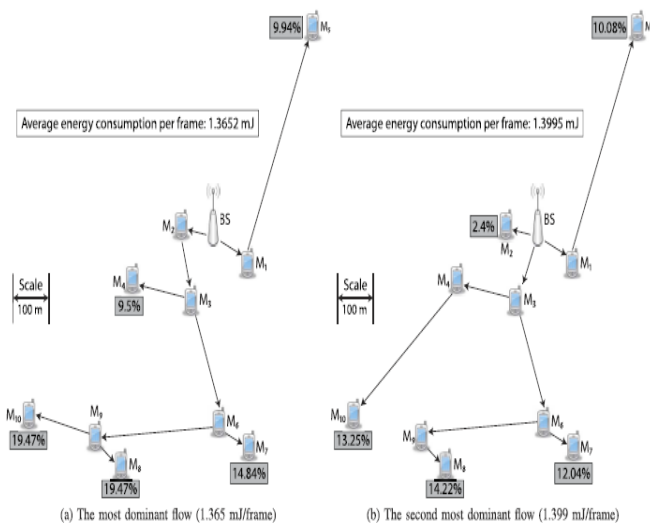 9.94%
M₅
Average energy consumption per frame: 1.3652 mJ
BS
M₂
M₁
M₄
9.5%
M₃
Scale
100 m
M₁₀
19.47%
M₉
M₈
19.47%
M₆
M₇
14.84%
(a) The most dominant flow (1.365 mJ/frame)
10.08%
M
Average energy consumption per frame: 1.3995 mJ
BS
2.4%
M₂
M₁
M₄
M₃
Scale
100 m
M₁₀
13.25%
M₉
M₈
14.22%
M₆
M₇
12.04%
(b) The second most dominant flow (1.399 mJ/frame)